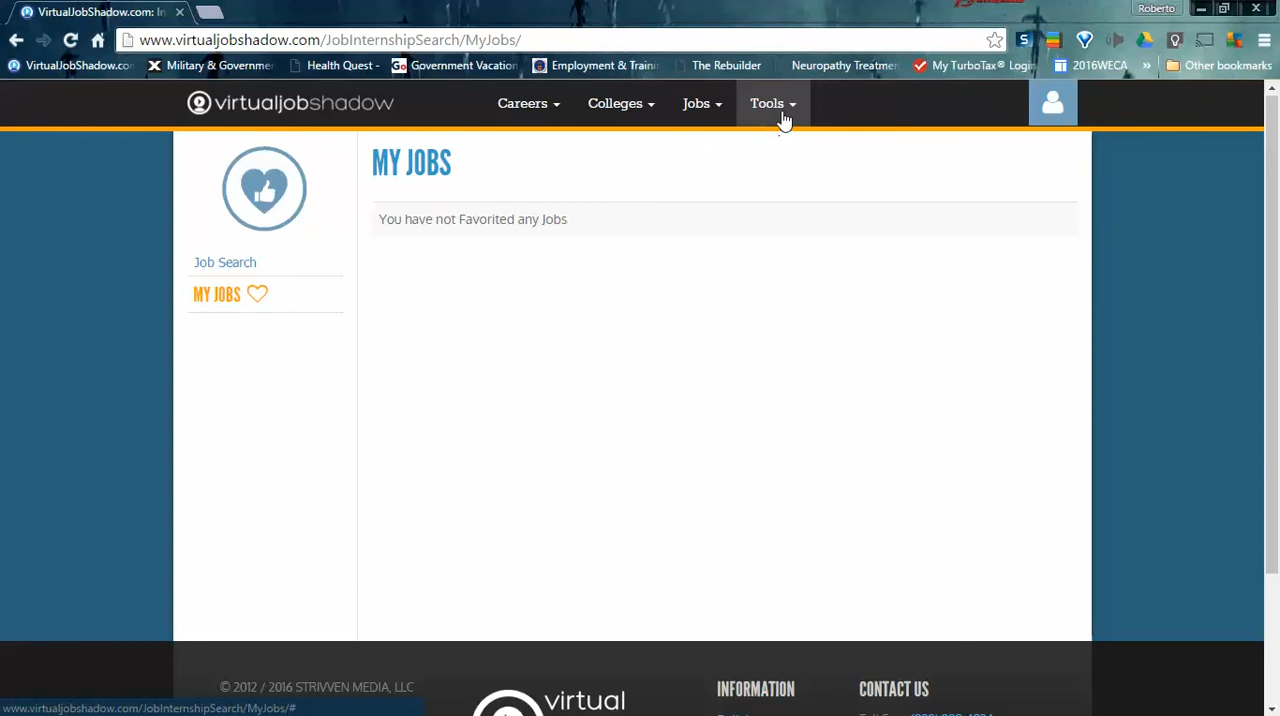 VirtualJobShadow.com: In
Roberto
www.virtualjobshadow.com/JobInternshipSearch/MyJobs/
VirtualJobShadow.co
Military & Governme
Health Quest -
Go
Government Vacation
Employment & Traini
The Rebuilder
Neuropathy Treatmen
My TurboTax® Login
2016WECA
»
Other bookmarks
virtualjobshadow
Careers
Colleges
Jobs
Tools
MY JOBS
You have not Favorited any Jobs
Job Search
MY JOBS
© 2012 / 2016 STRIVVEN MEDIA, LLC
virtual
INFORMATION
CONTACT US
www.virtualjobshadow.com/JobInternshipSearch/MyJobs/#